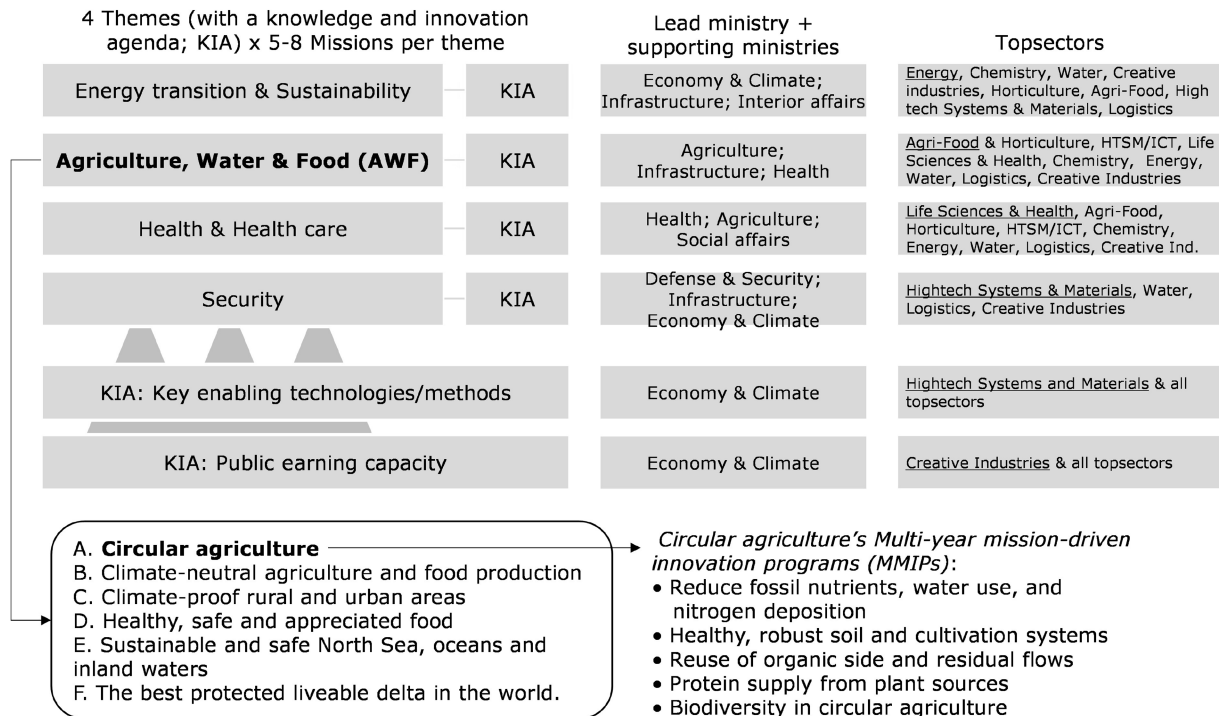 4 Themes (with a knowledge and innovation
agenda; KIA) x 5-8 Missions per theme
Lead ministry +
supporting ministries
Topsectors
Energy transition & Sustainability
KIA
Economy & Climate;
Infrastructure; Interior affairs
Energy, Chemistry, Water, Creative
industries, Horticulture, Agri-Food, High
tech Systems & Materials, Logistics
Agriculture, Water & Food (AWF)
KIA
Agriculture;
Infrastructure; Health
Agri-Food & Horticulture, HTSM/ICT, Life
Sciences & Health, Chemistry, Energy,
Water, Logistics, Creative Industries
Health & Health care
KIA
Health; Agriculture;
Social affairs
Life Sciences & Health, Agri-Food,
Horticulture, HTSM/ICT, Chemistry,
Energy, Water, Logistics, Creative Ind.
Security
KIA
Defense & Security;
Infrastructure;
Economy & Climate
Hightech Systems & Materials, Water,
Logistics, Creative Industries
KIA: Key enabling technologies/methods
Economy & Climate
Hightech Systems and Materials & all
topsectors
KIA: Public earning capacity
Economy & Climate
Creative Industries & all topsectors
A. Circular agriculture
B. Climate-neutral agriculture and food production
C. Climate-proof rural and urban areas
D. Healthy, safe and appreciated food
E. Sustainable and safe North Sea, oceans and
inland waters
F. The best protected liveable delta in the world.
Circular agriculture's Multi-year mission-driven
innovation programs (MMIPs):
• Reduce fossil nutrients, water use, and
nitrogen deposition
• Healthy, robust soil and cultivation systems
• Reuse of organic side and residual flows
• Protein supply from plant sources
• Biodiversity in circular agriculture